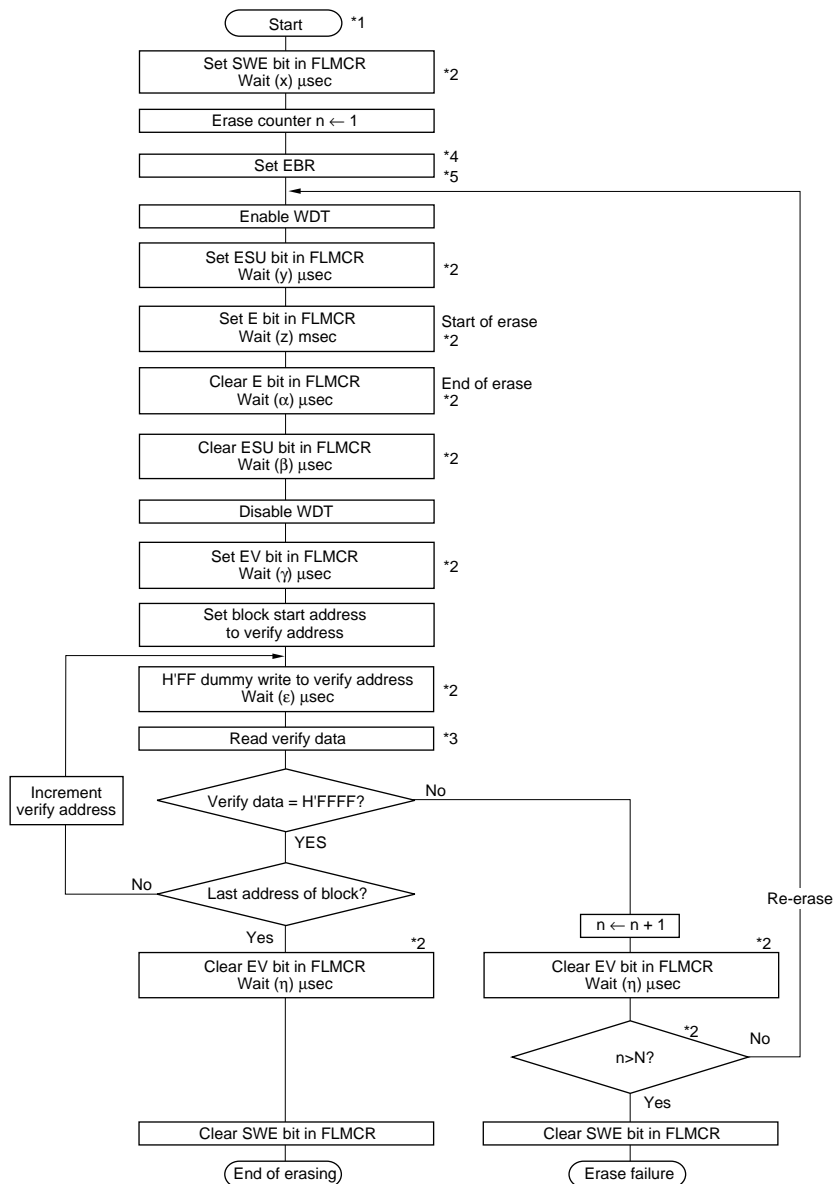 Start *1
Set SWE bit in FLMCR
Wait (x) μsec
*2
Erase counter n ← 1
Set EBR
*4
*5
Enable WDT
Set ESU bit in FLMCR
Wait (y) μsec
*2
Set E bit in FLMCR
Wait (z) msec
Start of erase
*2
Clear E bit in FLMCR
Wait (α) μsec
End of erase
*2
Clear ESU bit in FLMCR
Wait (β) μsec
*2
Disable WDT
Set EV bit in FLMCR
Wait (γ) μsec
*2
Set block start address
to verify address
H'FF dummy write to verify address
Wait (ε) μsec
*2
Read verify data
*3
Increment
verify address
Verify data = H'FFFF?
No
YES
No
Last address of block?
Re-erase
Yes
n ← n + 1
*2
Clear EV bit in FLMCR
Wait (η) μsec
*2
Clear EV bit in FLMCR
Wait (η) μsec
*2
No
n>N?
Yes
Clear SWE bit in FLMCR
Clear SWE bit in FLMCR
End of erasing
Erase failure